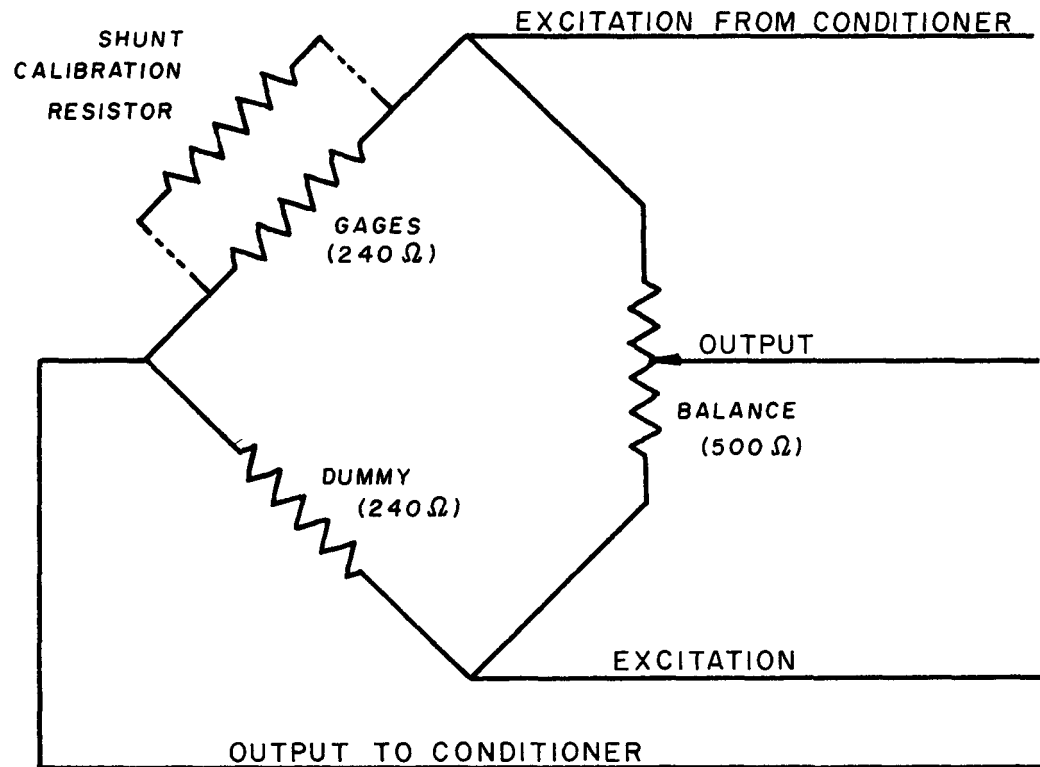 EXCITATION FROM CONDITIONER
SHUNT
CALIBRATION
RESISTOR
GAGES
(240 Ω)
OUTPUT
BALANCE
(500 Ω)
DUMMY
(240 Ω)
EXCITATION
OUTPUT TO CONDITIONER